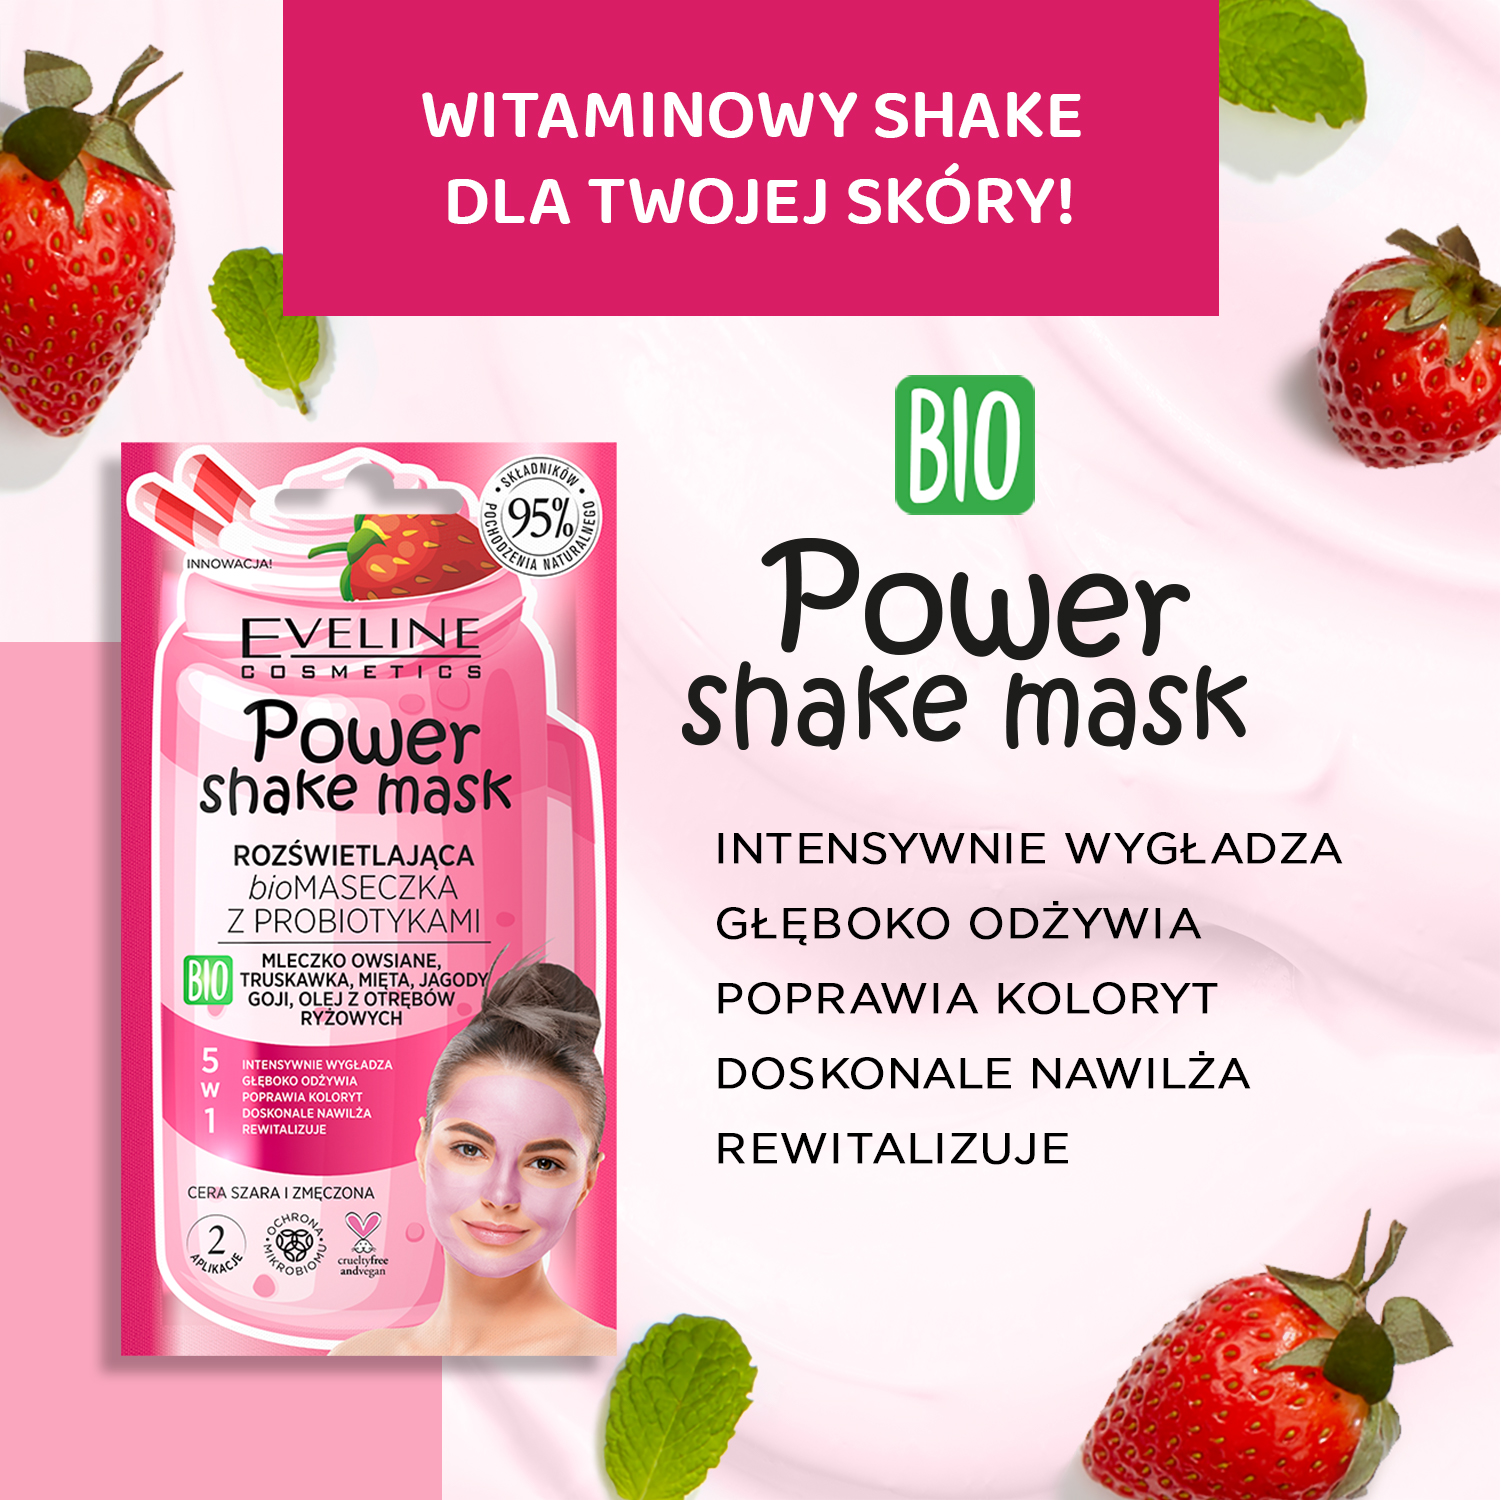 WITAMINOWY SHAKE
DLA TWOJEJ SKÓRY!
BIO
Power
shake mask
INTENSYWNIE WYGŁADZA
GŁĘBOKO ODŻYWIA
POPRAWIA KOLORYT
DOSKONALE NAWILŻA
REWITALIZUJE
SKŁADNIKÓW
95%
POCHODZENIA NATURALNEGO
INNOWACJA!
EVELINE
COSMETICS
Power
shake mask
ROZŚWIETLAJĄCA
bioMASECZKA
Z PROBIOTYKAMI
BIO
MLECZKO OWSIANE,
TRUSKAWKA, MIĘTA, JAGODY
GOJI, OLEJ Z OTRĘBÓW
RYŻOWYCH
5
W
1
INTENSYWNIE WYGŁADZA
GŁĘBOKO ODŻYWIA
POPRAWIA KOLORYT
DOSKONALE NAWILŻA
REWITALIZUJE
CERA SZARA I ZMĘCZONA
2
APLIKACJE
OCHRONA
MIKROBIOMU
crueltyfree
andvegan